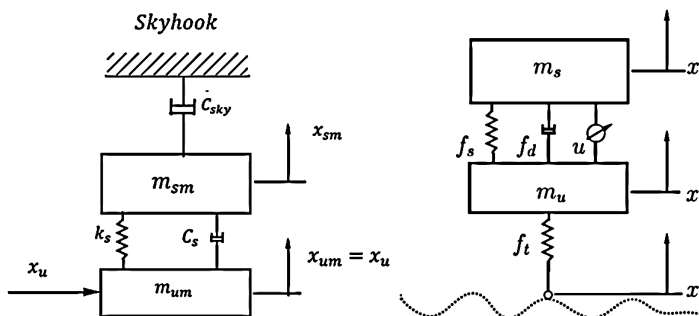 Skyhook
C_sky
x_sm
m_sm
k_s
C_s
x_um = x_u
x_u
m_um
m_s
x
f_s
f_d
u
m_u
x
f_t
x